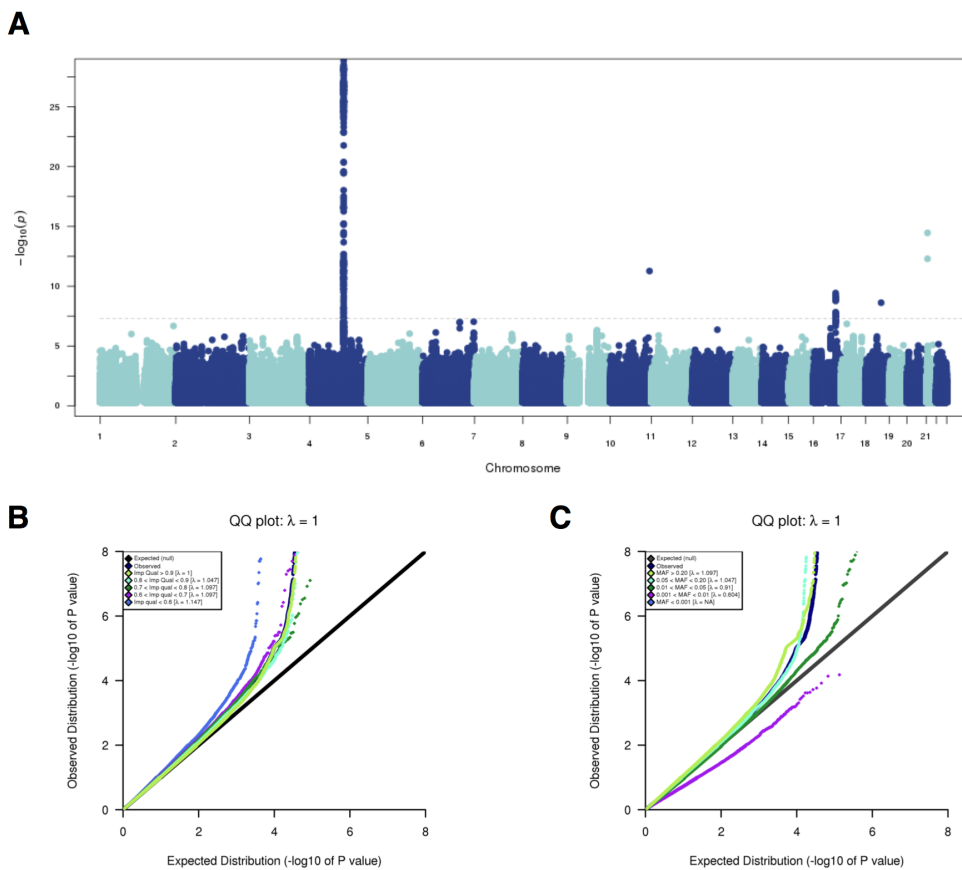 A
25
20
15
10
5
0
− log10(p)
1 2 3 4 5 6 7 8 9 10 11 12 13 14 15 16 17 18 19 20 21
Chromosome
B
QQ plot: λ = 1
Expected (null)
Observed
Imp Qual > 0.9 [λ = 1]
0.8 < Imp Qual < 0.9 [λ = 1.047]
0.7 < Imp qual < 0.8 [λ = 1.097]
0.6 < Imp qual < 0.7 [λ = 1.097]
Imp qual < 0.6 [λ = 1.147]
8
6
4
2
0
Observed Distribution (-log10 of P value)
0 2 4 6 8
Expected Distribution (-log10 of P value)
C
QQ plot: λ = 1
Expected (null)
Observed
MAF > 0.20 [λ = 1.097]
0.05 < MAF < 0.20 [λ = 1.047]
0.01 < MAF < 0.05 [λ = 0.91]
0.001 < MAF < 0.01 [λ = 0.604]
MAF < 0.001 [λ = NA]
8
6
4
2
0
Observed Distribution (-log10 of P value)
0 2 4 6 8
Expected Distribution (-log10 of P value)